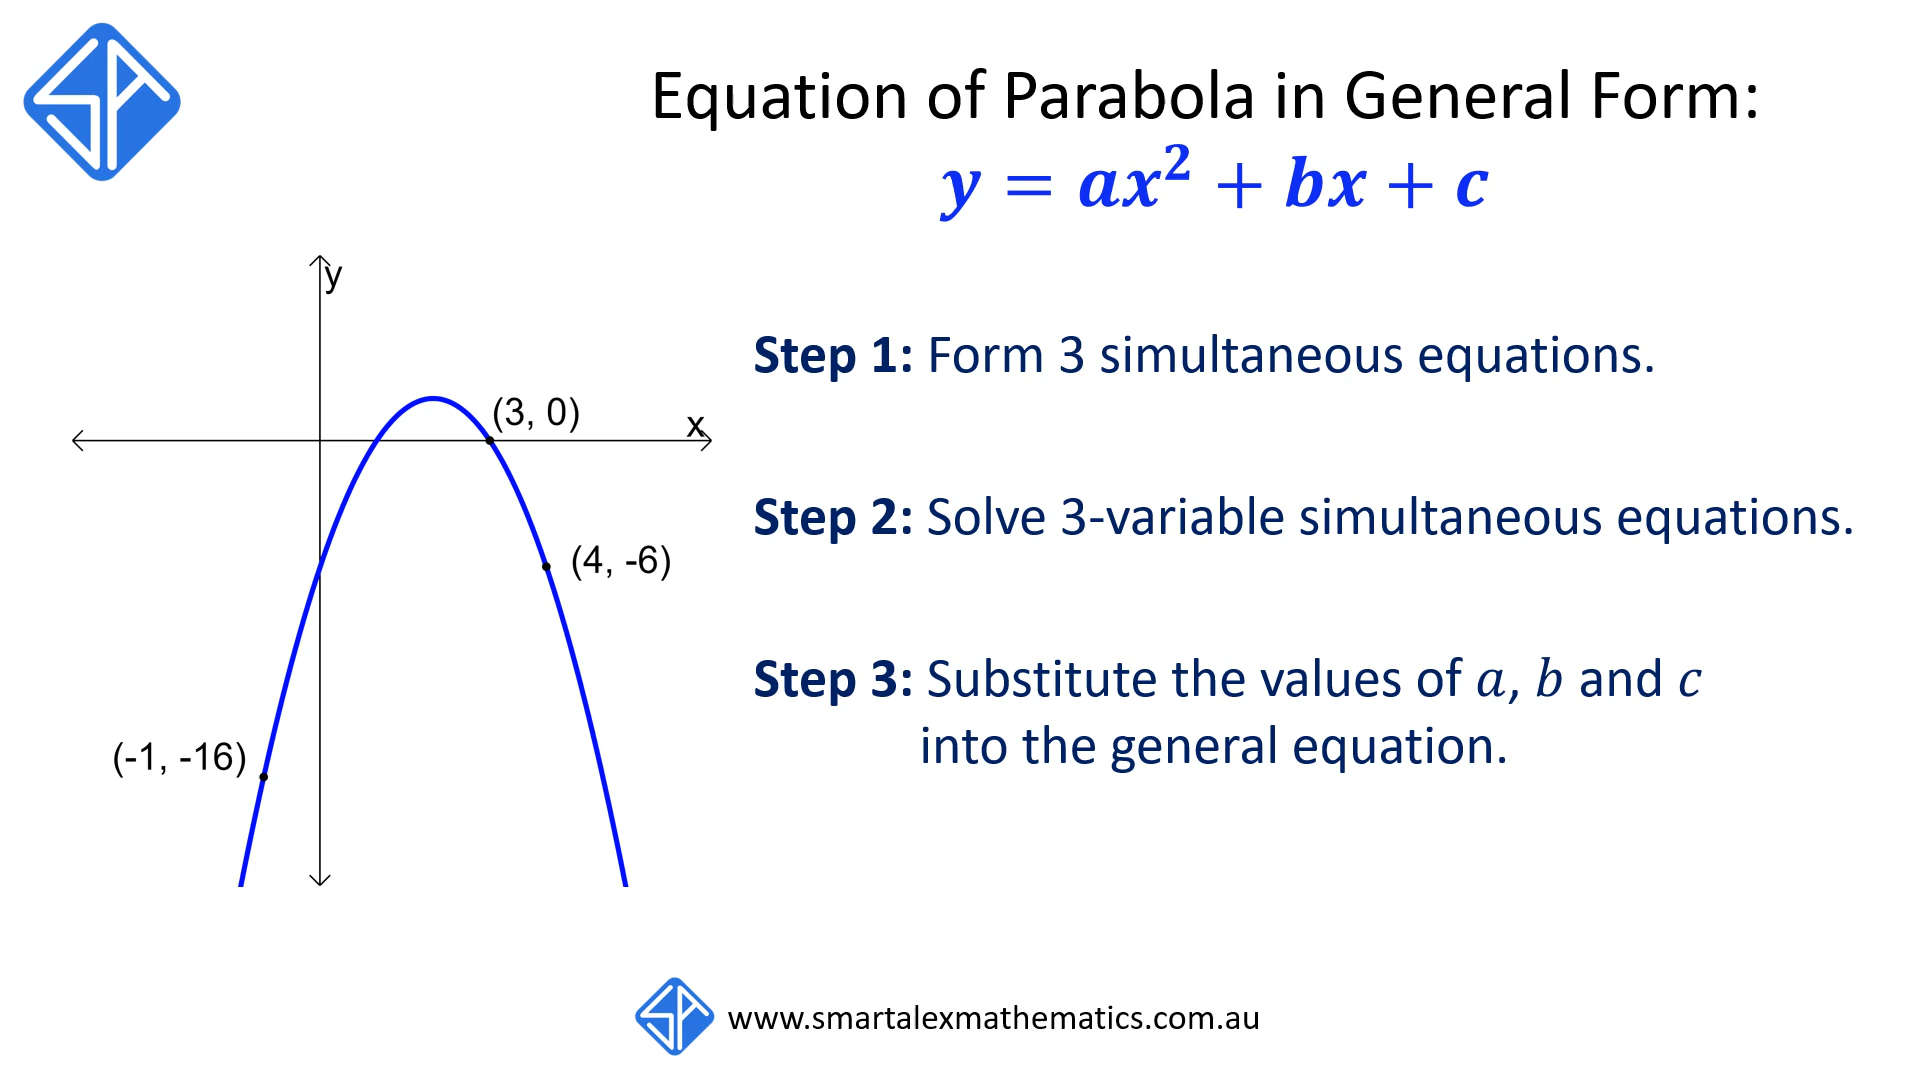 Equation of Parabola in General Form:
y = ax² + bx + c
y
x
(3, 0)
(4, -6)
(-1, -16)
Step 1: Form 3 simultaneous equations.
Step 2: Solve 3-variable simultaneous equations.
Step 3: Substitute the values of a, b and c
into the general equation.
www.smartalexmathematics.com.au